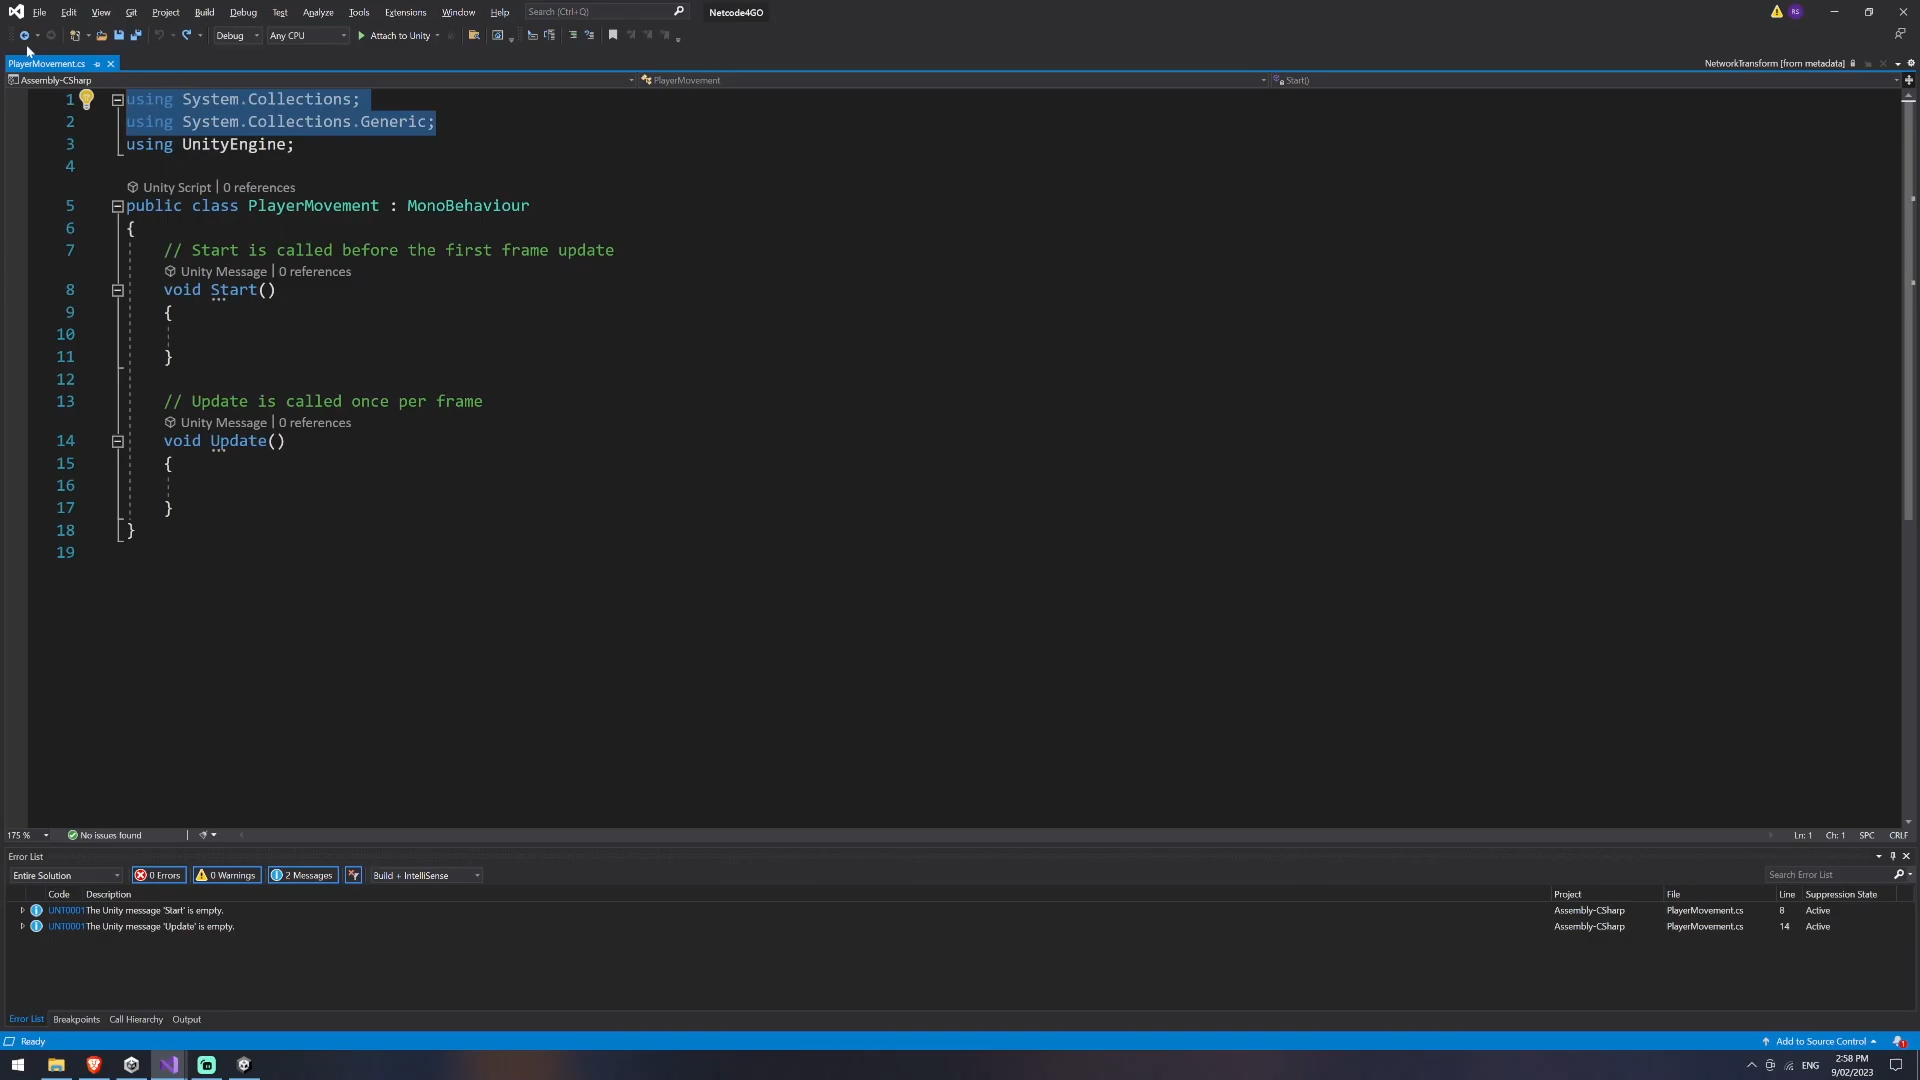 File Edit View Git Project Build Debug Test Analyze Tools Extensions Window Help Search (Ctrl+Q) Netcode4GO RS
Debug Any CPU Attach to Unity
PlayerMovement.cs NetworkTransform [from metadata]
Assembly-CSharp PlayerMovement Start()
1 using System.Collections;
2 using System.Collections.Generic;
3 using UnityEngine;
4
Unity Script | 0 references
5 public class PlayerMovement : MonoBehaviour
6 {
7 // Start is called before the first frame update
Unity Message | 0 references
8 void Start()
9 {
10
11 }
12
13 // Update is called once per frame
Unity Message | 0 references
14 void Update()
15 {
16
17 }
18 }
19
175 % No issues found Ln: 1 Ch: 1 SPC CRLF
Error List
Entire Solution 0 Errors 0 Warnings 2 Messages Build + IntelliSense Search Error List
Code Description Project File Line Suppression State
UNT0001 The Unity message 'Start' is empty. Assembly-CSharp PlayerMovement.cs 8 Active
UNT0001 The Unity message 'Update' is empty. Assembly-CSharp PlayerMovement.cs 14 Active
Error List Breakpoints Call Hierarchy Output
Ready Add to Source Control 1
ENG 2:58 PM
9/02/2023